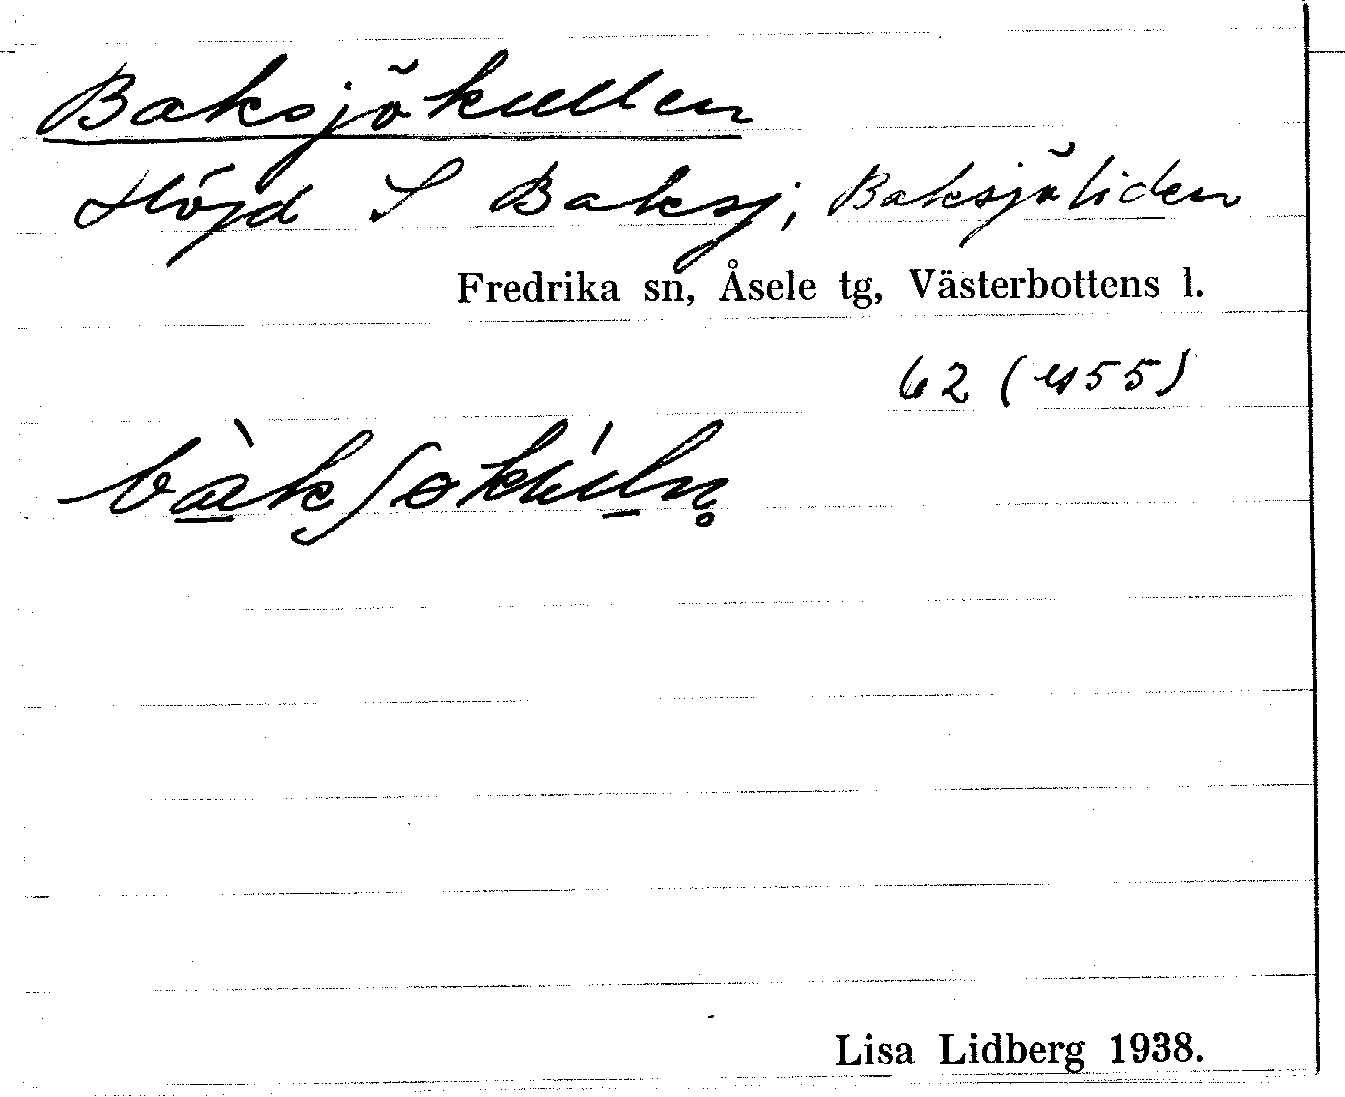 Baksjökullen
Höjd S Baksj, Baksjöliden
Fredrika sn, Åsele tg, Västerbottens l.
62 (455)
Lisa Lidberg 1938.